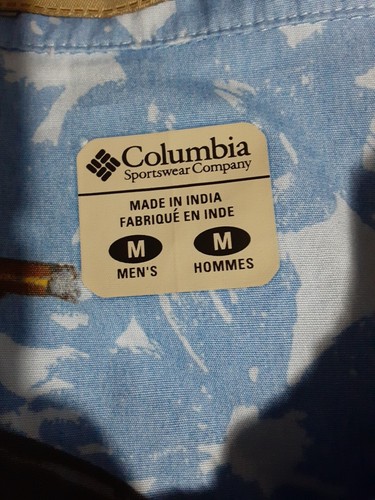 Columbia
Sportswear Company
MADE IN INDIA
FABRIQUÉ EN INDE
M M
MEN'S HOMMES